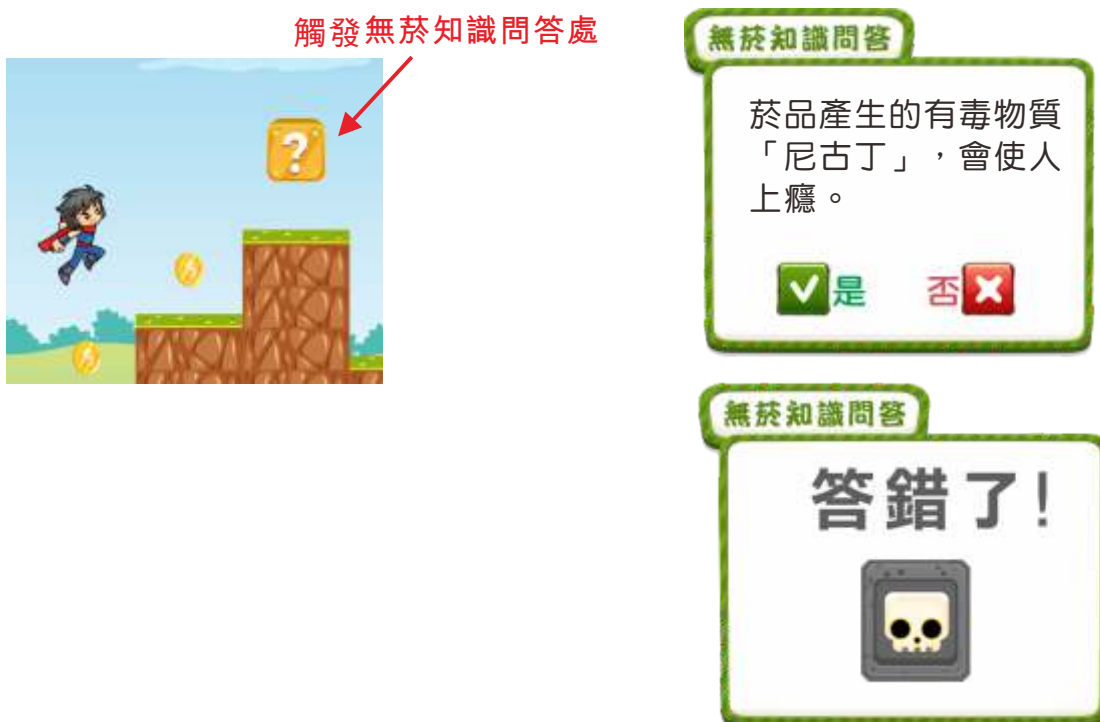 觸發無菸知識問答處
?
無菸知識問答
菸品產生的有毒物質
「尼古丁」，會使人
上癮。
是 否
無菸知識問答
答錯了!